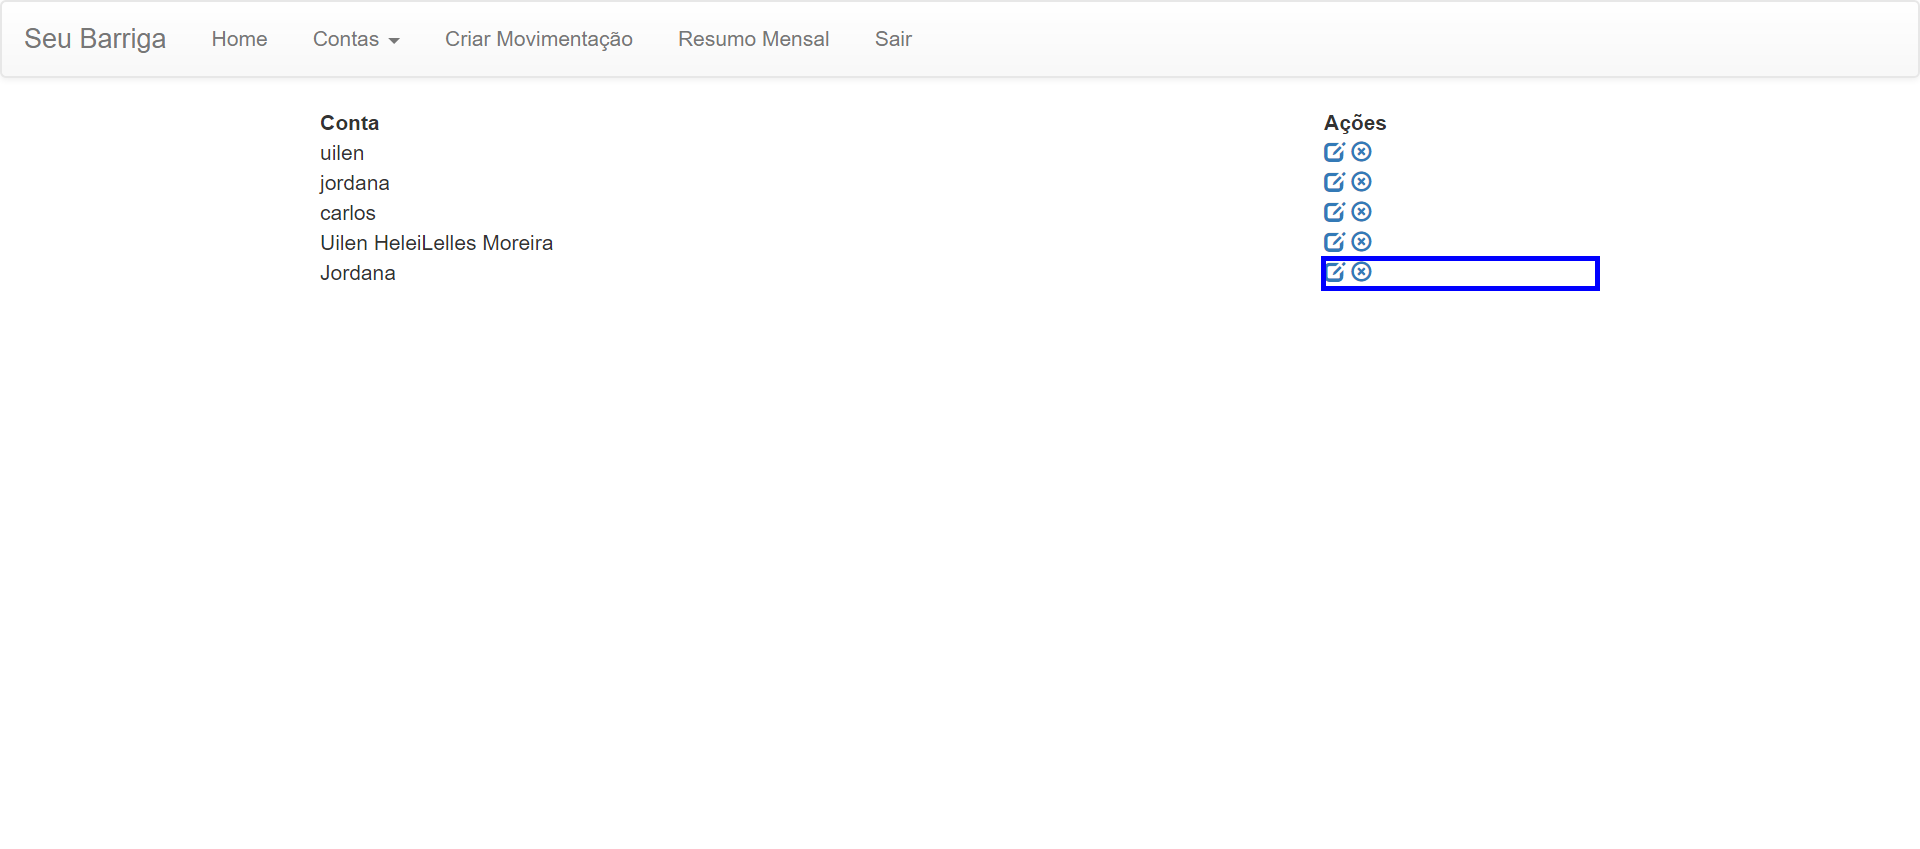 Seu Barriga Home Contas Criar Movimentação Resumo Mensal Sair
Conta Ações
uilen
jordana
carlos
Uilen HeleiLelles Moreira
Jordana